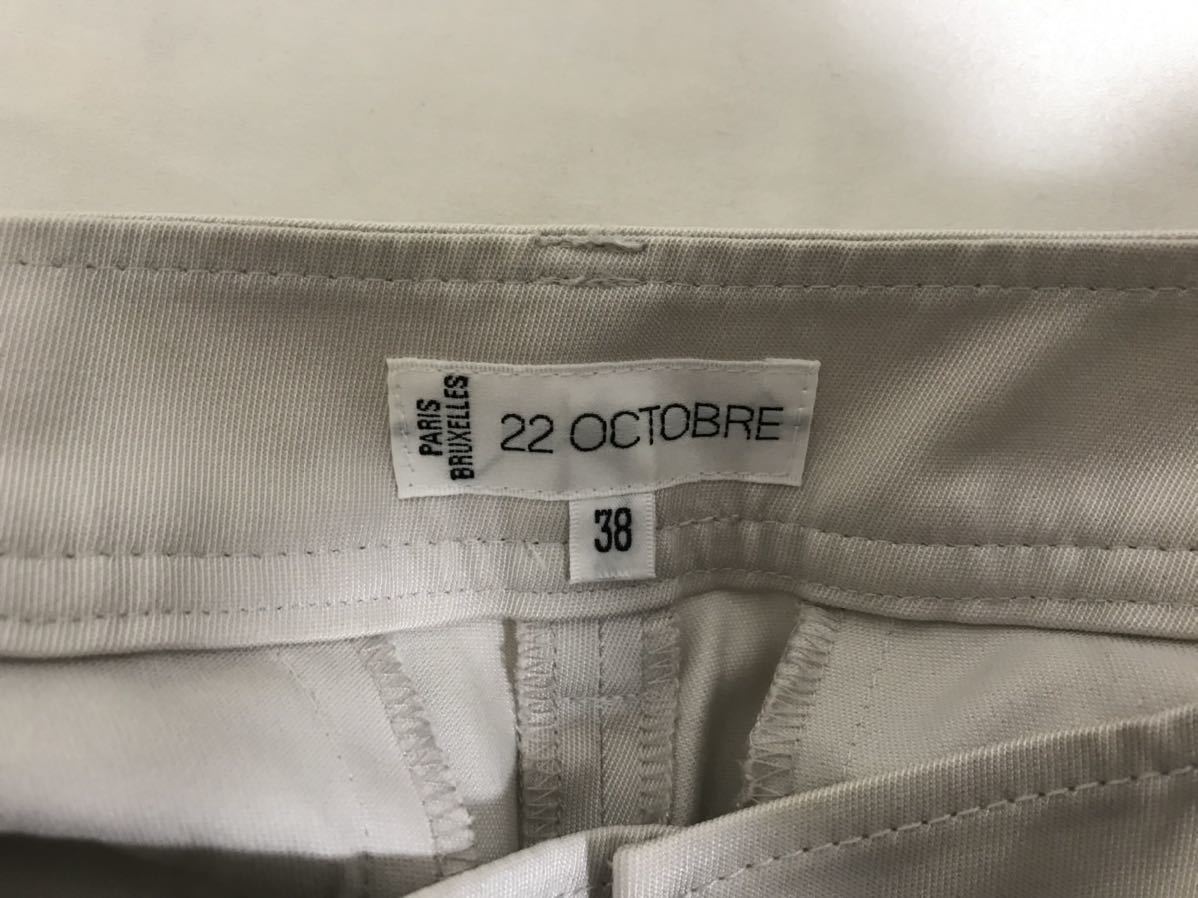 PARIS
BRUXELLES
22 OCTOBRE
38